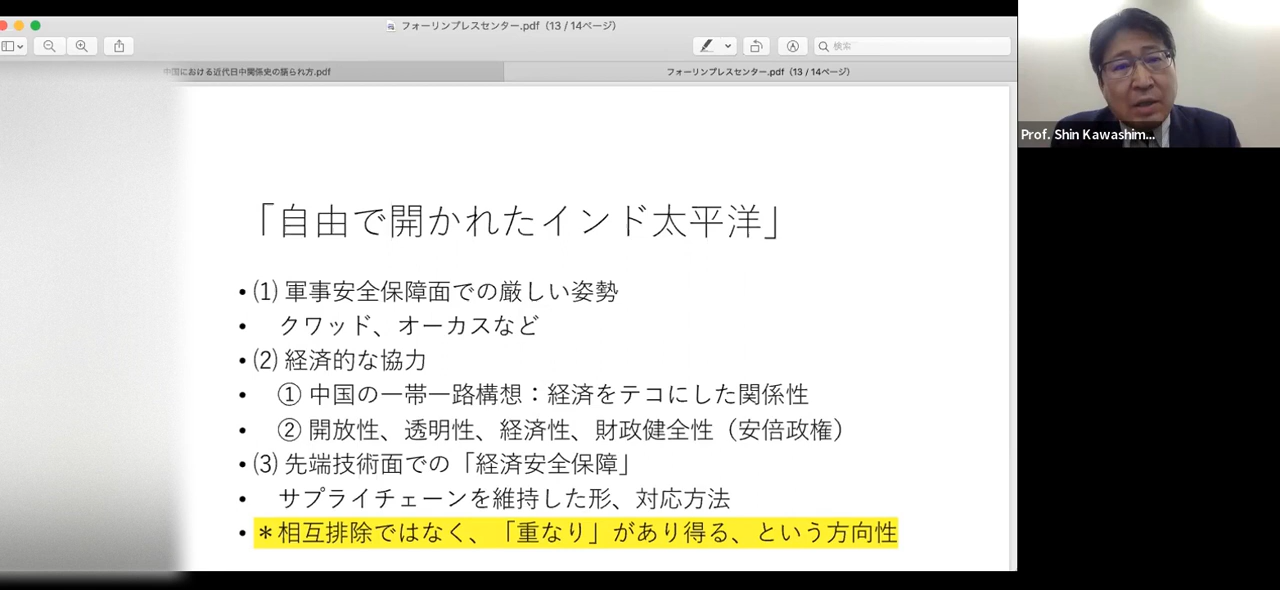 フォーリンプレスセンター.pdf（13 / 14ページ）
検索
中国における近代日中関係史の語られ方.pdf
フォーリンプレスセンター.pdf（13 / 14ページ）
Prof. Shin Kawashim...
「自由で開かれたインド太平洋」
• (1) 軍事安全保障面での厳しい姿勢
• クワッド、オーカスなど
• (2) 経済的な協力
• ① 中国の一帯一路構想：経済をテコにした関係性
• ② 開放性、透明性、経済性、財政健全性（安倍政権）
• (3) 先端技術面での「経済安全保障」
• サプライチェーンを維持した形、対応方法
• ＊相互排除ではなく、「重なり」があり得る、という方向性